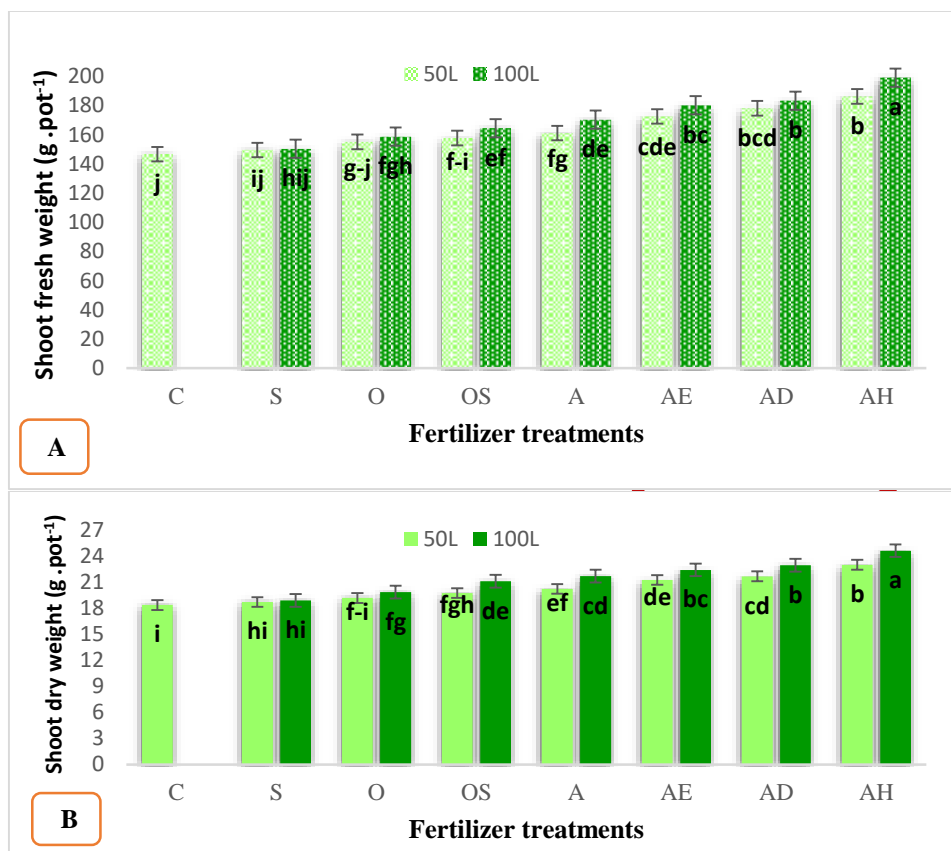 50L 100L
Shoot fresh weight (g .pot-1)
200
180
160
140
120
100
80
60
40
20
0
j ij hij g-j fgh f-i ef fg de cde bc bcd b b a
C S O OS A AE AD AH
Fertilizer treatments
A
50L 100L
Shoot dry weight (g .pot-1)
27
24
21
18
15
12
9
6
3
0
i hi hi f-i fg fgh de ef cd de bc cd b b a
C S O OS A AE AD AH
Fertilizer treatments
B